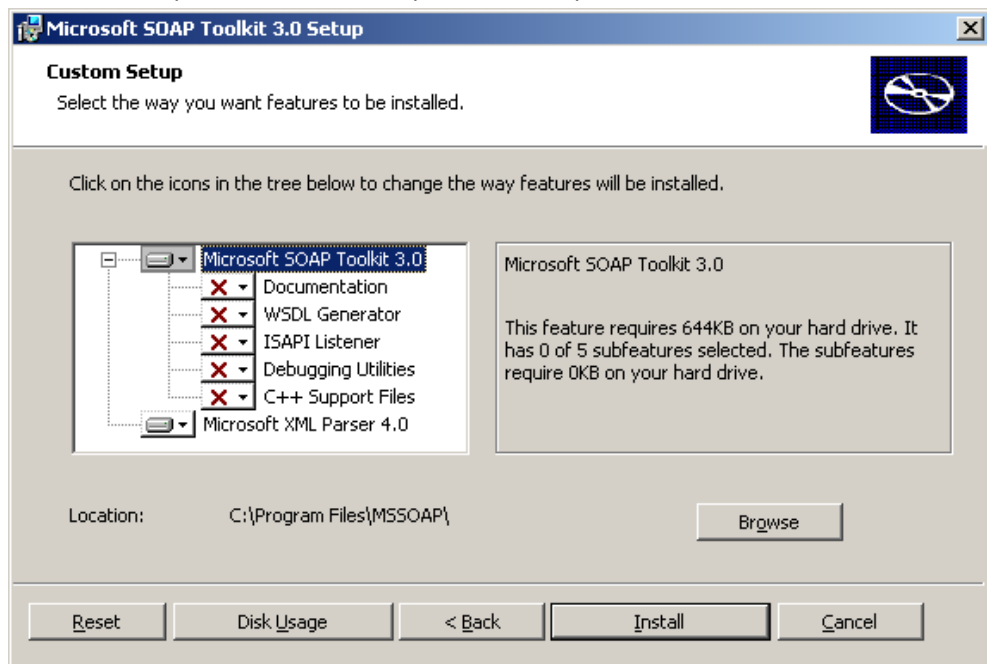 Microsoft SOAP Toolkit 3.0 Setup
Custom Setup
Select the way you want features to be installed.
Click on the icons in the tree below to change the way features will be installed.
Microsoft SOAP Toolkit 3.0
Documentation
WSDL Generator
ISAPI Listener
Debugging Utilities
C++ Support Files
Microsoft XML Parser 4.0
Microsoft SOAP Toolkit 3.0
This feature requires 644KB on your hard drive. It
has 0 of 5 subfeatures selected. The subfeatures
require 0KB on your hard drive.
Location: C:\Program Files\MSSOAP\
Browse
Reset Disk Usage < Back Install Cancel